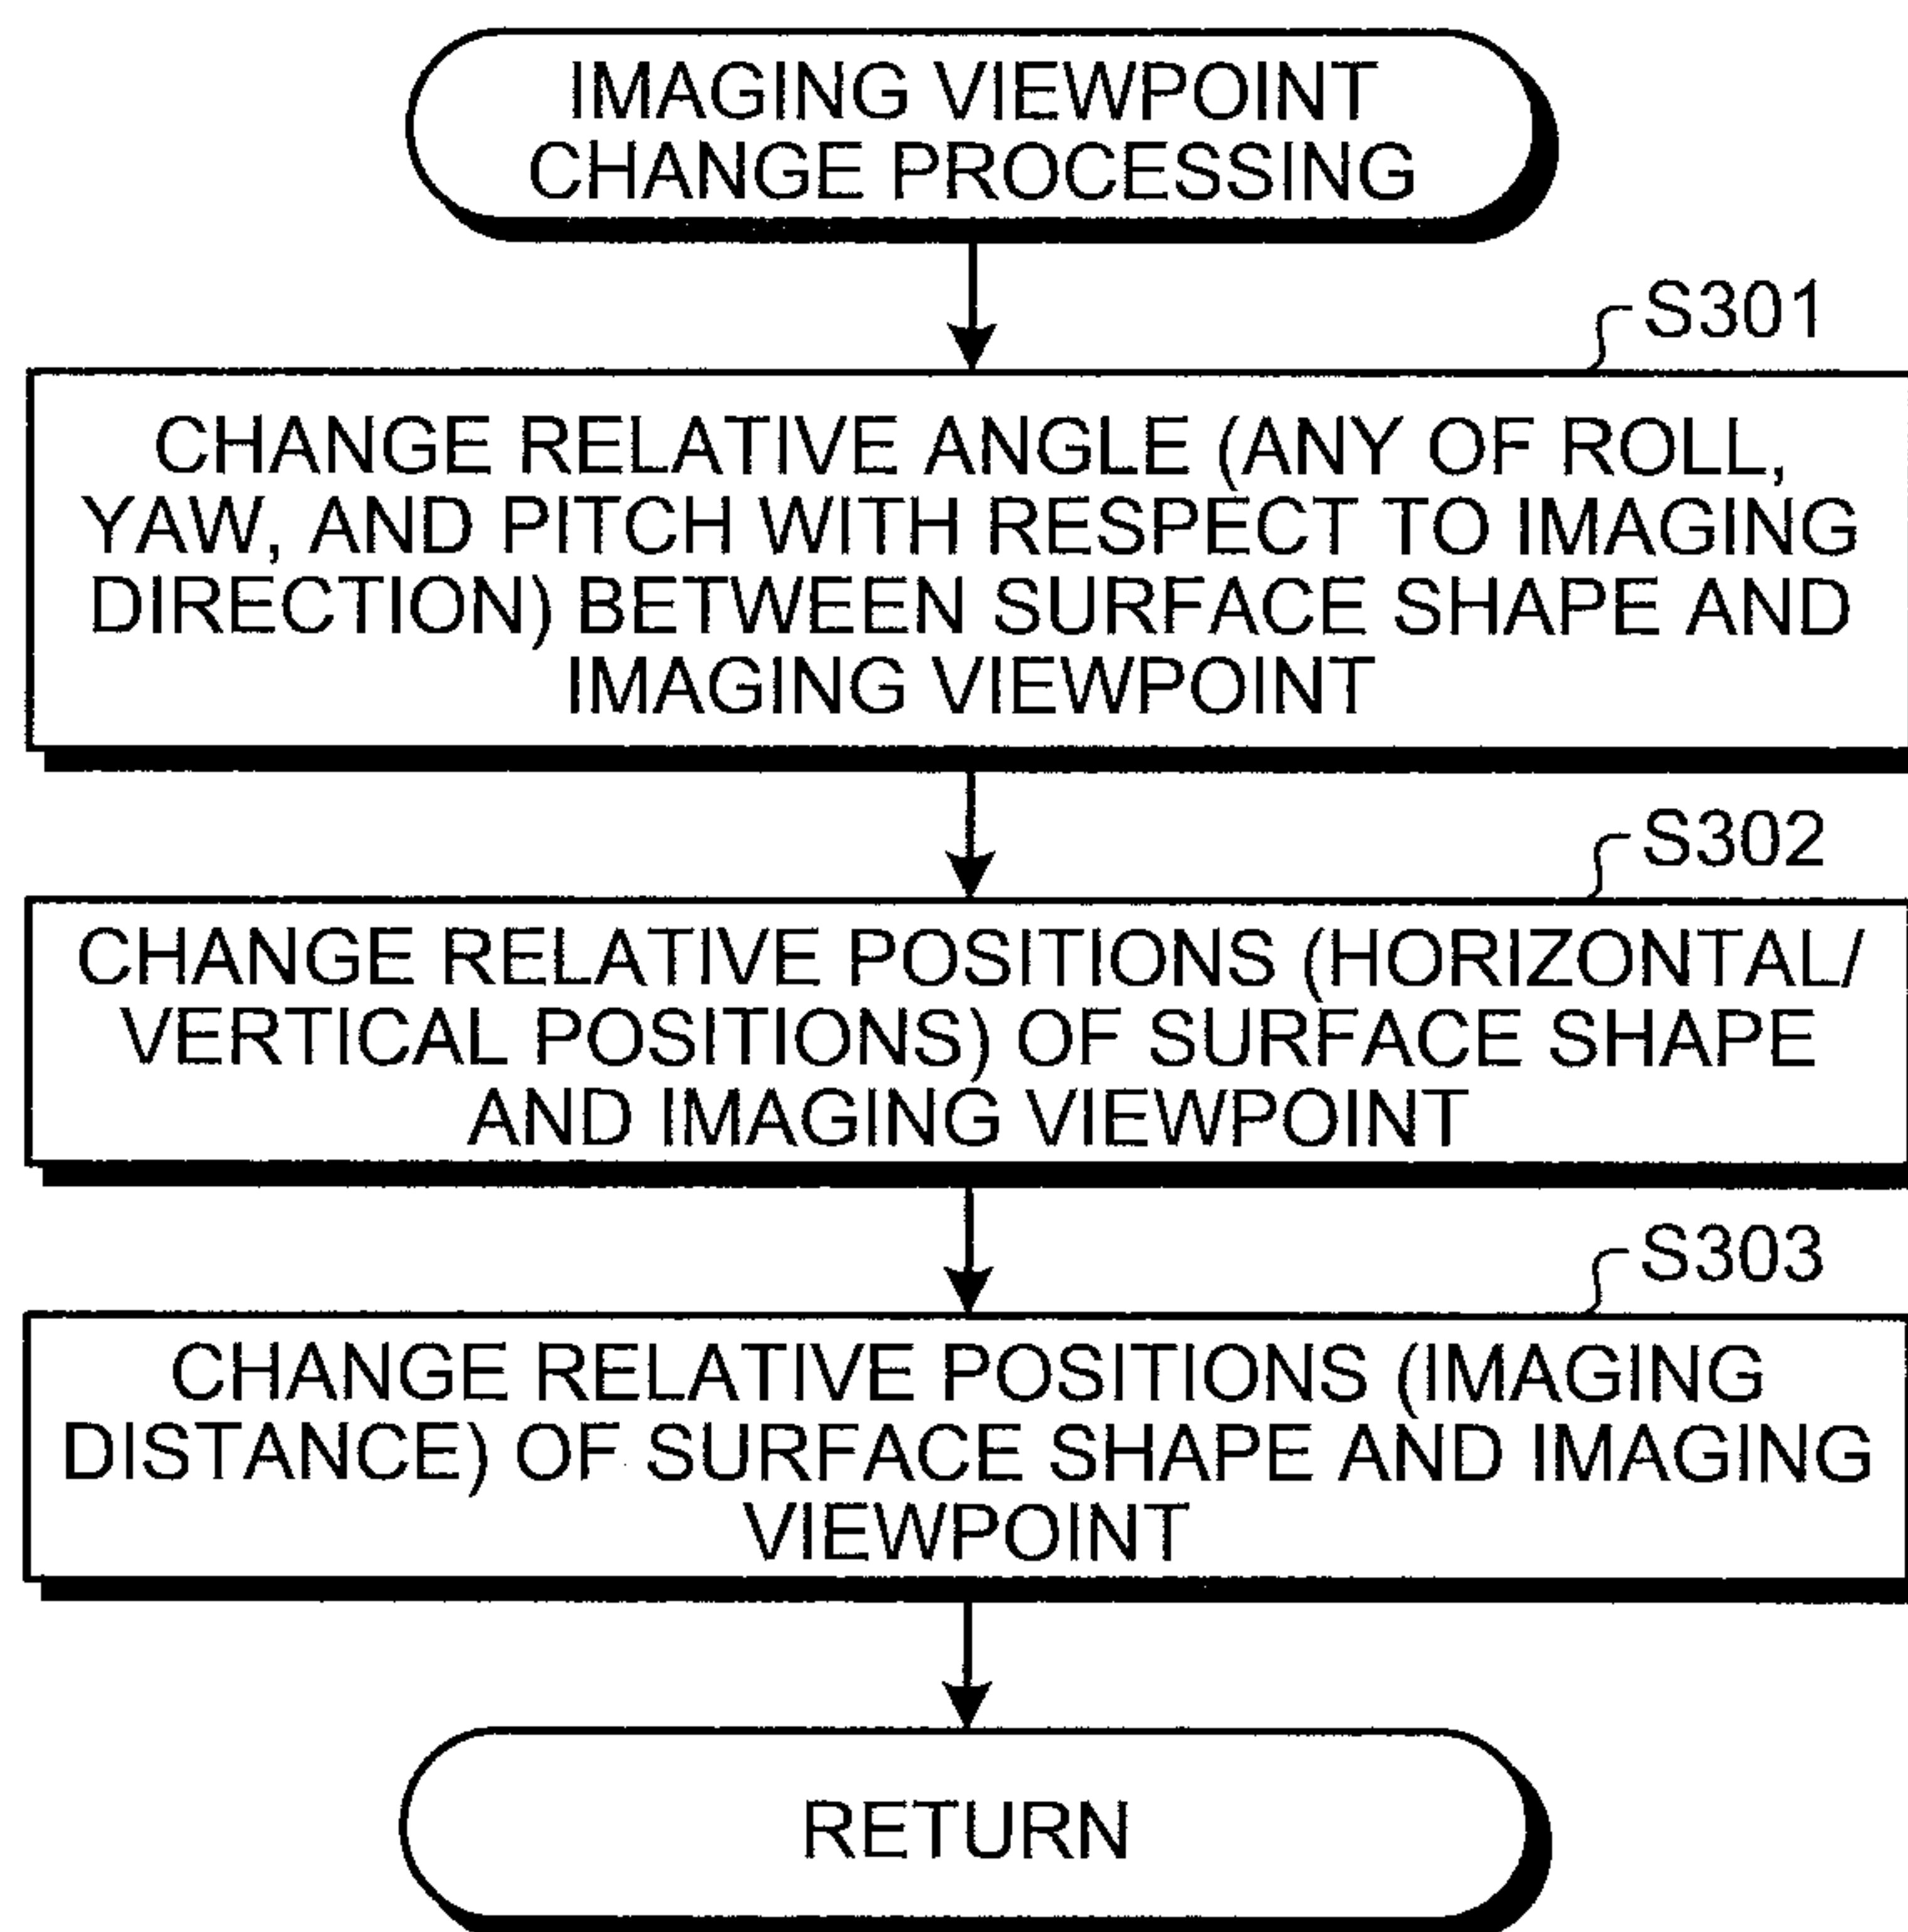 IMAGING VIEWPOINT
CHANGE PROCESSING
S301
CHANGE RELATIVE ANGLE (ANY OF ROLL,
YAW, AND PITCH WITH RESPECT TO IMAGING
DIRECTION) BETWEEN SURFACE SHAPE AND
IMAGING VIEWPOINT
S302
CHANGE RELATIVE POSITIONS (HORIZONTAL/
VERTICAL POSITIONS) OF SURFACE SHAPE
AND IMAGING VIEWPOINT
S303
CHANGE RELATIVE POSITIONS (IMAGING
DISTANCE) OF SURFACE SHAPE AND IMAGING
VIEWPOINT
RETURN